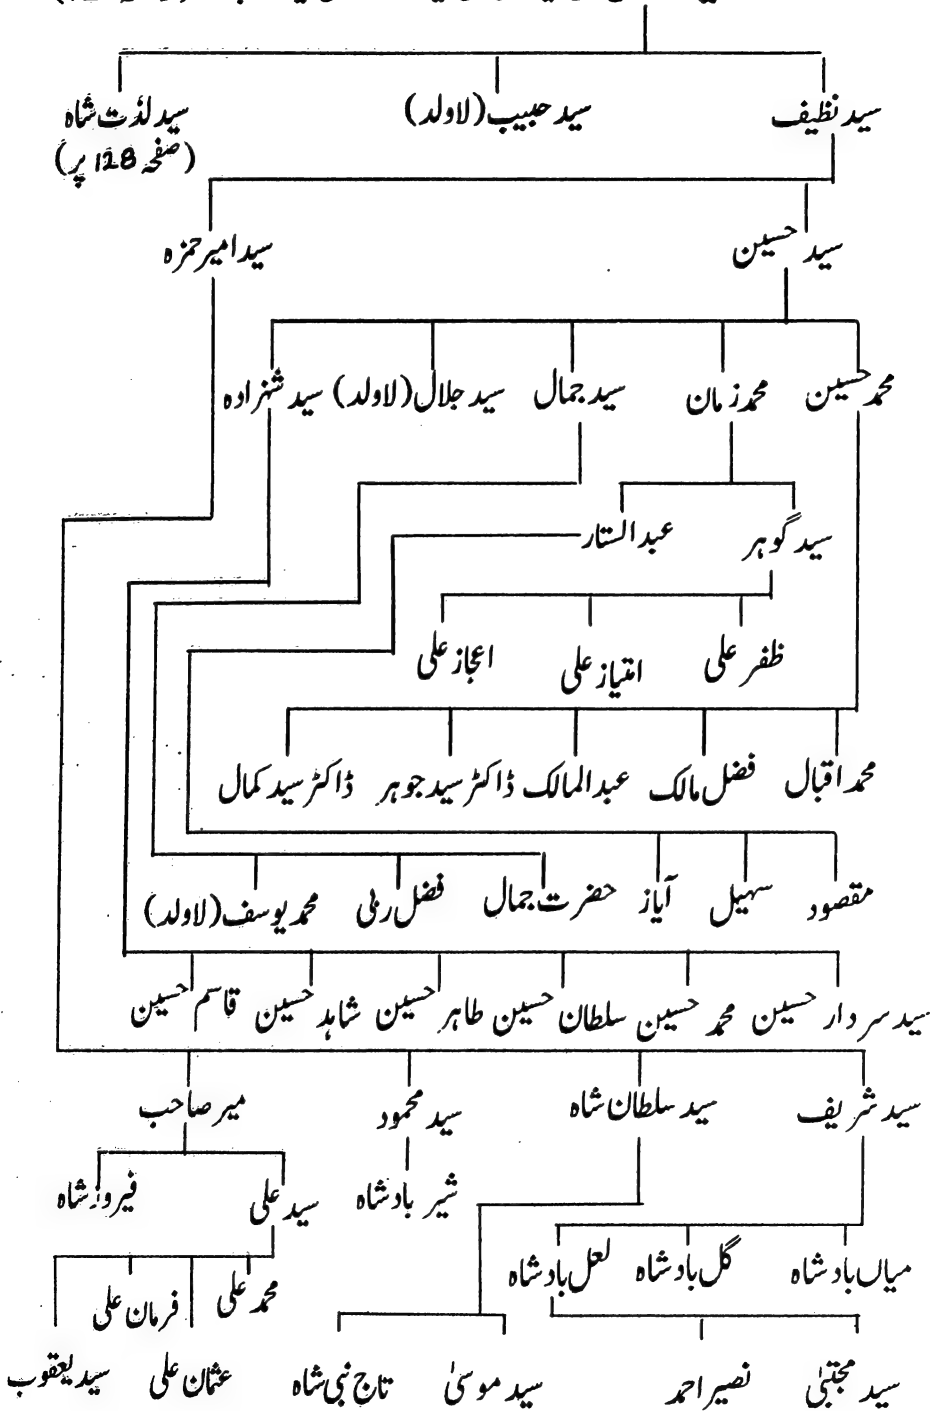 سید نظیف سید حبیب (لاولد) سید لذت شاہ
(صفحہ 128 پر)
سید حسین سید امیر حمزہ
محمد حسین محمد زمان سید جمال سید جلال (لاولد) سید شہزادہ
سید گوہر عبدالستار
ظفر علی امتیاز علی اعجاز علی
محمد اقبال فضل مالک عبدالمالک ڈاکٹر سید جوہر ڈاکٹر سید کمال
مقصود سہیل آیاز حضرت جمال فضل ربی محمد یوسف (لاولد)
سید سردار حسین محمد حسین سلطان حسین طاہر حسین شاہد حسین قاسم حسین
سید شریف سید سلطان شاہ سید محمود میر صاحب
شیر بادشاہ سید علی فیروز شاہ
میاں بادشاہ گل بادشاہ لعل بادشاہ محمد علی فرمان علی
سید مجتبیٰ نصیر احمد سید موسیٰ تاج نبی شاہ عثمان علی سید یعقوب